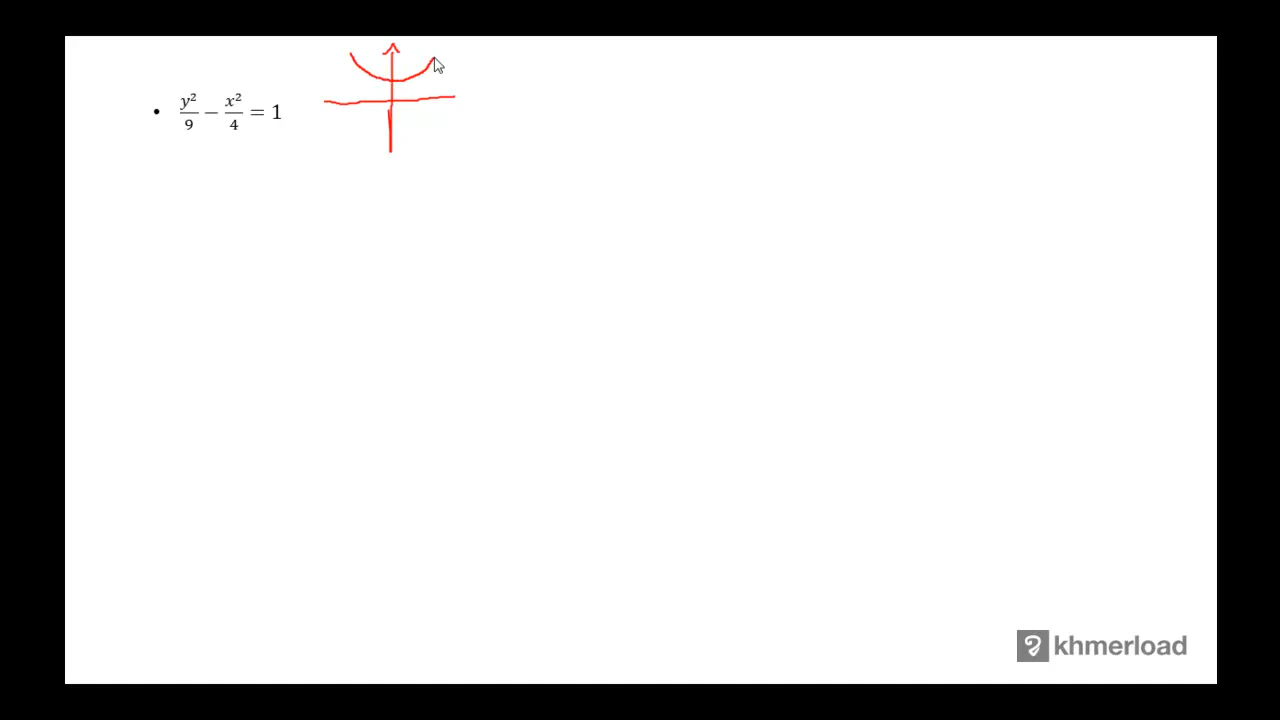 • y²/9 − x²/4 = 1
khmerload